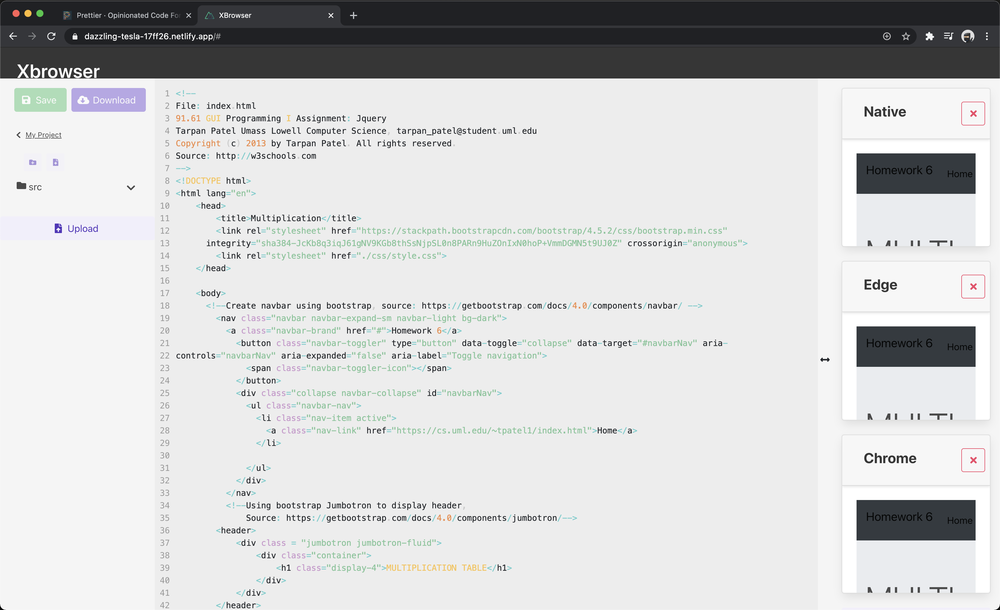 Prettier · Opinionated Code For
XBrowser
dazzling-tesla-17ff26.netlify.app/#
Xbrowser
Save
Download
My Project
src
Upload
1 <!--
2 File: index.html
3 91.61 GUI Programming I Assignment: Jquery
4 Tarpan Patel Umass Lowell Computer Science, tarpan_patel@student.uml.edu
5 Copyright (c) 2013 by Tarpan Patel. All rights reserved.
6 Source: http://w3schools.com
7 -->
8 <!DOCTYPE html>
9 <html lang="en">
10 <head>
11 <title>Multiplication</title>
12 <link rel="stylesheet" href="https://stackpath.bootstrapcdn.com/bootstrap/4.5.2/css/bootstrap.min.css"
13 integrity="sha384-JcKb8q3iqJ61gNV9KGb8thSsNjpSL0n8PARn9HuZOnIxN0hoP+VmmDGMN5t9UJ0Z" crossorigin="anonymous">
14 <link rel="stylesheet" href="./css/style.css">
15 </head>
16
17 <body>
18 <!--Create navbar using bootstrap, source: https://getbootstrap.com/docs/4.0/components/navbar/ -->
19 <nav class="navbar navbar-expand-sm navbar-light bg-dark">
20 <a class="navbar-brand" href="#">Homework 6</a>
21 <button class="navbar-toggler" type="button" data-toggle="collapse" data-target="#navbarNav" aria-
22 controls="navbarNav" aria-expanded="false" aria-label="Toggle navigation">
23 <span class="navbar-toggler-icon"></span>
24 </button>
25 <div class="collapse navbar-collapse" id="navbarNav">
26 <ul class="navbar-nav">
27 <li class="nav-item active">
28 <a class="nav-link" href="https://cs.uml.edu/~tpatel1/index.html">Home</a>
29 </li>
30
31 </ul>
32 </div>
33 </nav>
34 <!--Using bootstrap Jumbotron to display header,
35 Source: https://getbootstrap.com/docs/4.0/components/jumbotron/-->
36 <header>
37 <div class = "jumbotron jumbotron-fluid">
38 <div class="container">
39 <h1 class="display-4">MULTIPLICATION TABLE</h1>
40 </div>
41 </div>
42 </header>
Native
Homework 6 Home
Edge
Homework 6 Home
Chrome
Homework 6 Home